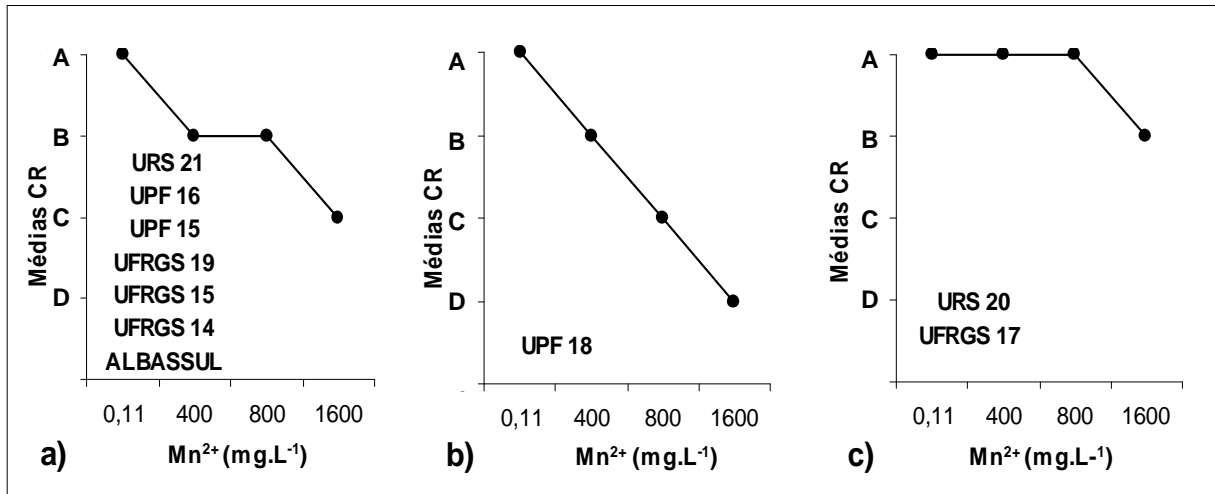 A
B
C
D
Médias CR
URS 21
UPF 16
UPF 15
UFRGS 19
UFRGS 15
UFRGS 14
ALBASSUL
0,11 400 800 1600
Mn²⁺ (mg.L⁻¹)
a)
A
B
C
D
Médias CR
UPF 18
0,11 400 800 1600
Mn²⁺ (mg.L⁻¹)
b)
A
B
C
D
Médias CR
URS 20
UFRGS 17
0,11 400 800 1600
Mn²⁺ (mg.L-¹)
c)